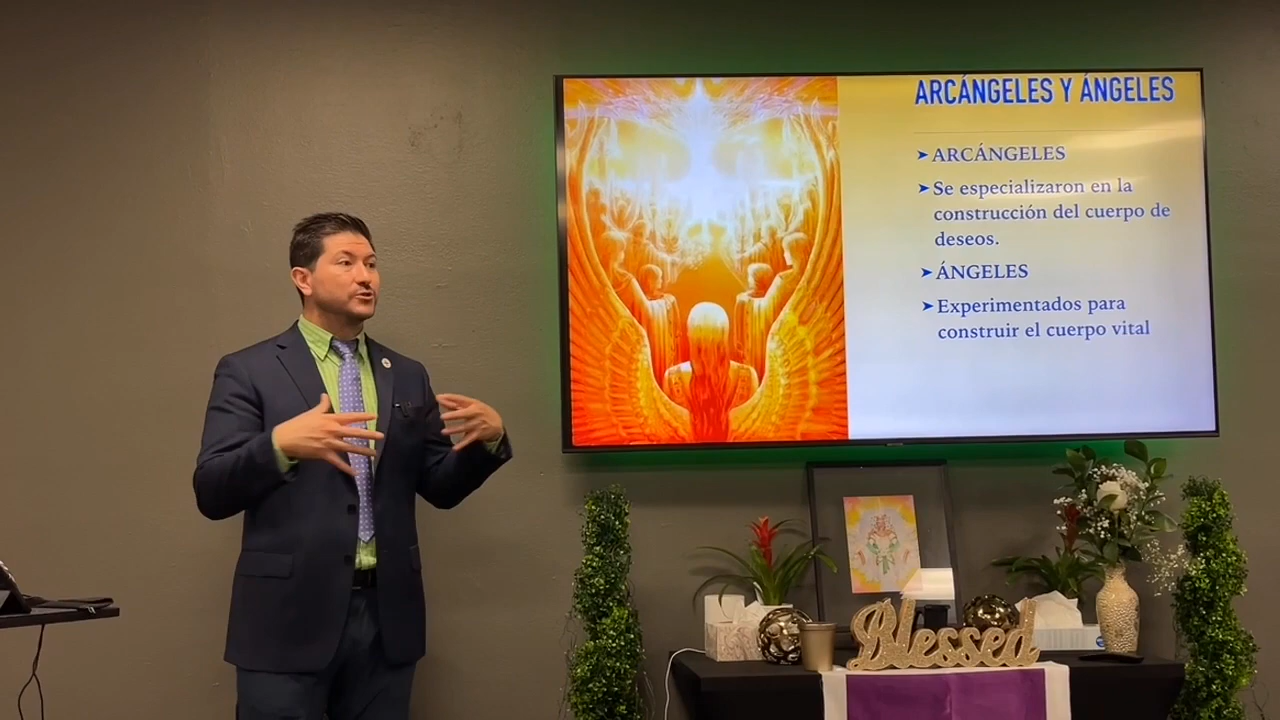 ARCÁNGELES Y ÁNGELES
➤ARCÁNGELES
➤Se especializaron en la
construcción del cuerpo de
deseos.
➤ÁNGELES
➤Experimentados para
construir el cuerpo vital
Blessed